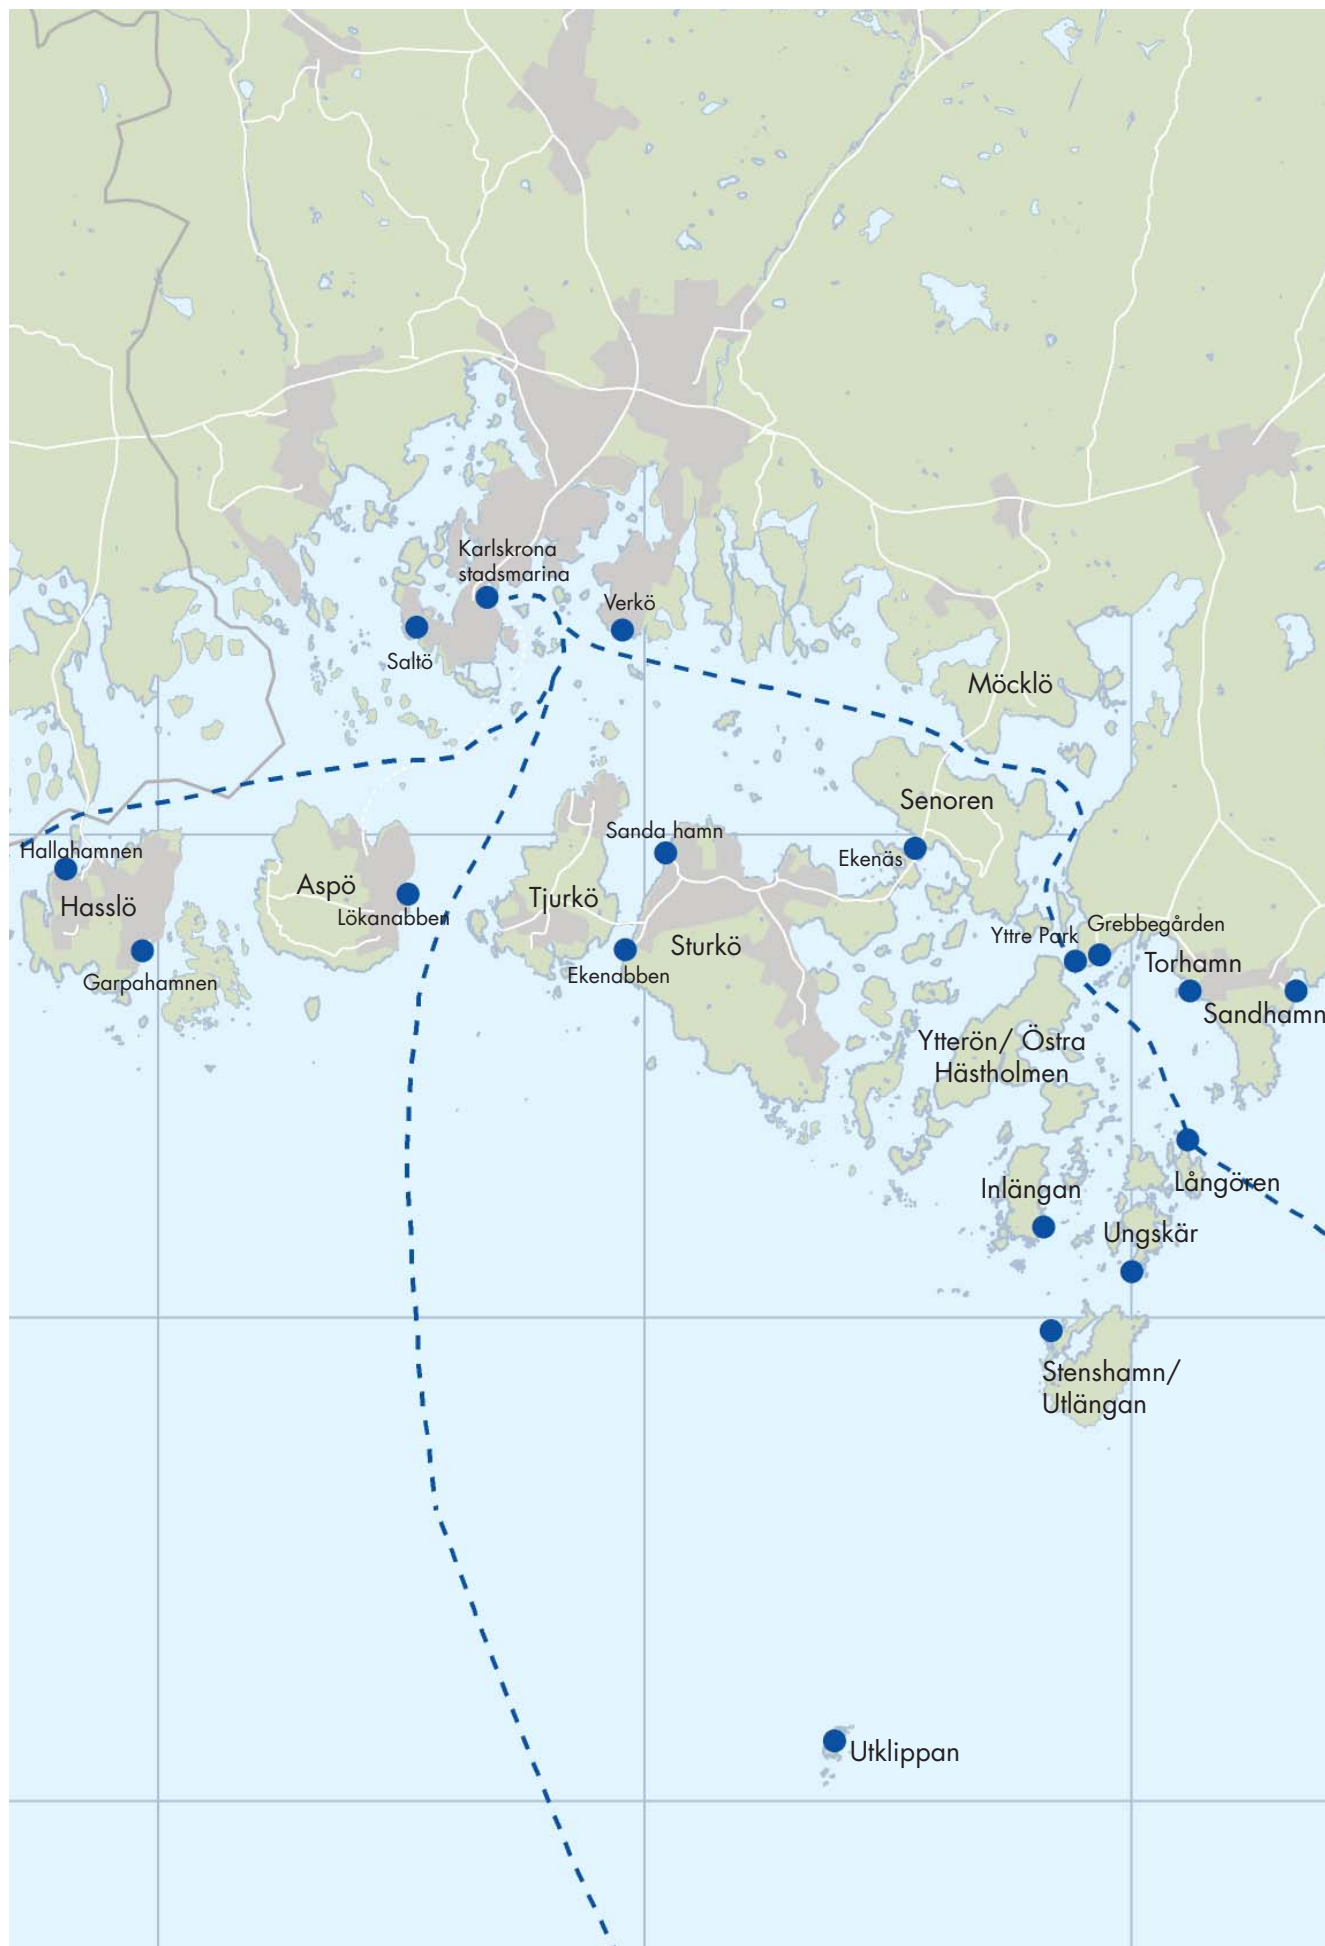 Karlskrona
stadsmarina
Verkö
Saltö
Möcklö
Senoren
Sanda hamn
Hallahamnen
Ekenäs
Aspö
Tjurkö
Hasslö
Lökanabben
Grebbegården
Yttre Park
Sturkö
Torhamn
Garpahamnen
Ekenabben
Sandhamn
Ytterön/ Östra
Hästholmen
Långören
Inlängan
Ungskär
Stenshamn/
Utlängan
Utklippan